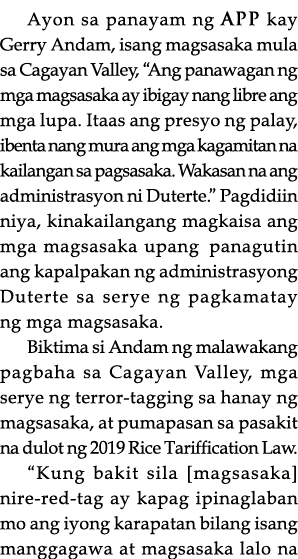 Ayon sa panayam ng APP kay
Gerry Andam, isang magsasaka mula
sa Cagayan Valley, “Ang panawagan ng
mga magsasaka ay ibigay nang libre ang
mga lupa. Itaas ang presyo ng palay,
ibenta nang mura ang mga kagamitan na
kailangan sa pagsasaka. Wakasan na ang
administrasyon ni Duterte.” Pagdidiin
niya, kinakailangang magkaisa ang
mga magsasaka upang panagutin
ang kapalpakan ng administrasyong
Duterte sa serye ng pagkamatay
ng mga magsasaka.
Biktima si Andam ng malawakang
pagbaha sa Cagayan Valley, mga
serye ng terror-tagging sa hanay ng
magsasaka, at pumapasan sa pasakit
na dulot ng 2019 Rice Tariffication Law.
“Kung bakit sila [magsasaka]
nire-red-tag ay kapag ipinaglaban
mo ang iyong karapatan bilang isang
manggagawa at magsasaka lalo na